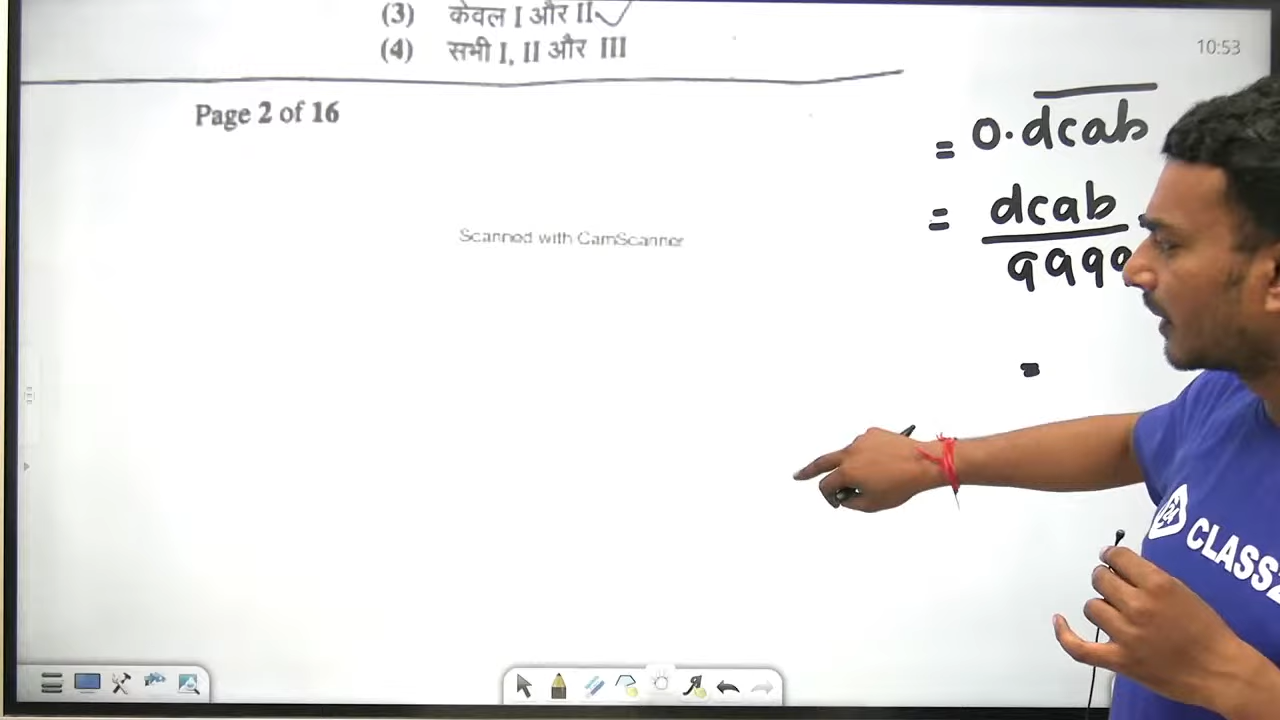 (3) केवल I और II
(4) सभी I, II और III
10:53
Page 2 of 16
= 0.dcab
= dcab
9999
=
Scanned with CamScanner
CLASS